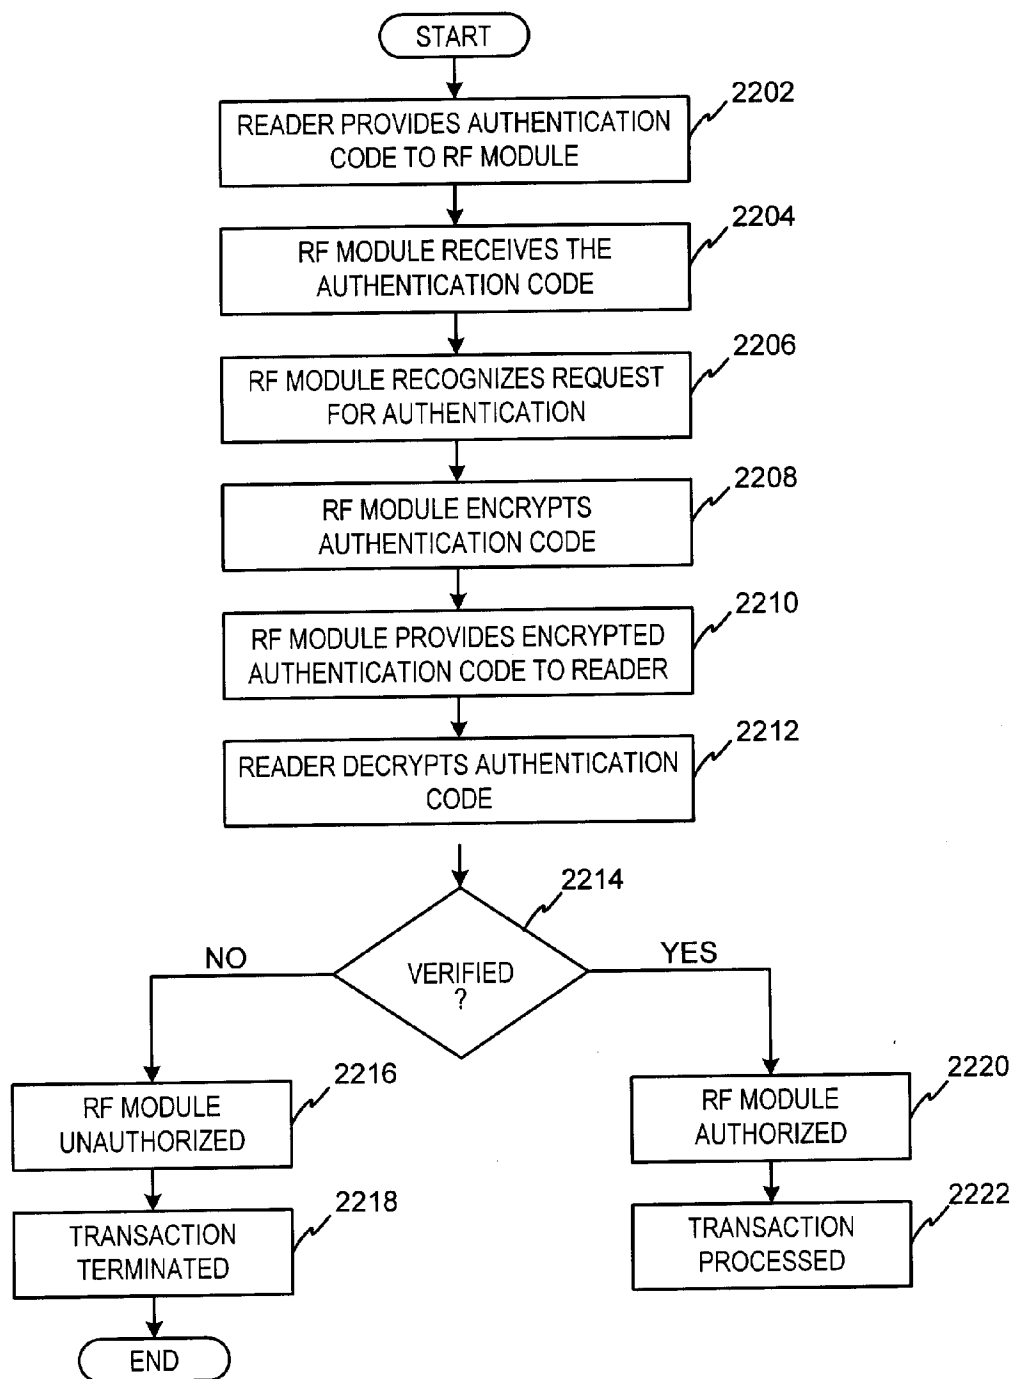 START
2202
READER PROVIDES AUTHENTICATION
CODE TO RF MODULE
2204
RF MODULE RECEIVES THE
AUTHENTICATION CODE
2206
RF MODULE RECOGNIZES REQUEST
FOR AUTHENTICATION
2208
RF MODULE ENCRYPTS
AUTHENTICATION CODE
2210
RF MODULE PROVIDES ENCRYPTED
AUTHENTICATION CODE TO READER
2212
READER DECRYPTS AUTHENTICATION
CODE
2214
NO
YES
VERIFIED
?
2216
RF MODULE
UNAUTHORIZED
2220
RF MODULE
AUTHORIZED
2218
TRANSACTION
TERMINATED
2222
TRANSACTION
PROCESSED
END